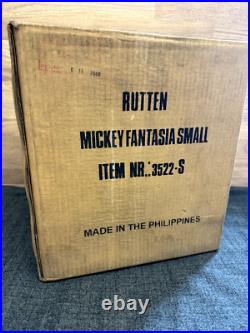 RUTTEN
MICKEY FANTASIA SMALL
ITEM NR.: 3522-S
MADE IN THE PHILIPPINES